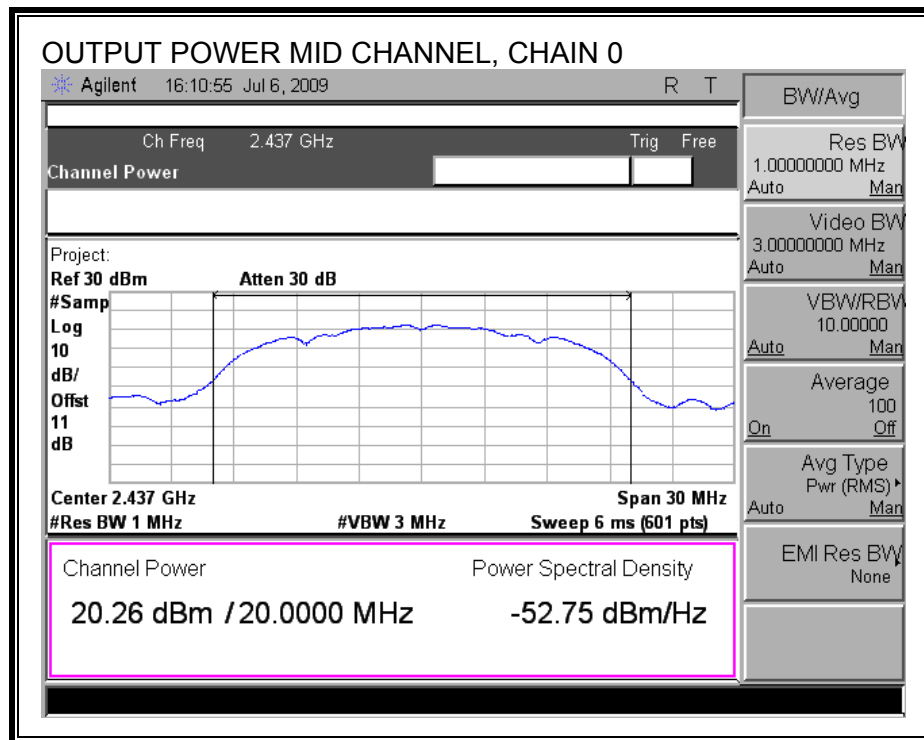 OUTPUT POWER MID CHANNEL, CHAIN 0
Agilent 16:10:55 Jul 6, 2009 R T
Ch Freq 2.437 GHz Trig Free
Channel Power
Project:
Ref 30 dBm Atten 30 dB
#Samp
Log
10
dB/
Offst
11
dB
Center 2.437 GHz Span 30 MHz
#Res BW 1 MHz #VBW 3 MHz Sweep 6 ms (601 pts)
Channel Power Power Spectral Density
20.26 dBm / 20.0000 MHz -52.75 dBm/Hz
BW/Avg
Res BW
1.00000000 MHz
Auto Man
Video BW
3.00000000 MHz
Auto Man
VBW/RBW
10.00000
Auto Man
Average
100
On Off
Avg Type
Pwr (RMS)
Auto Man
EMI Res BW
None